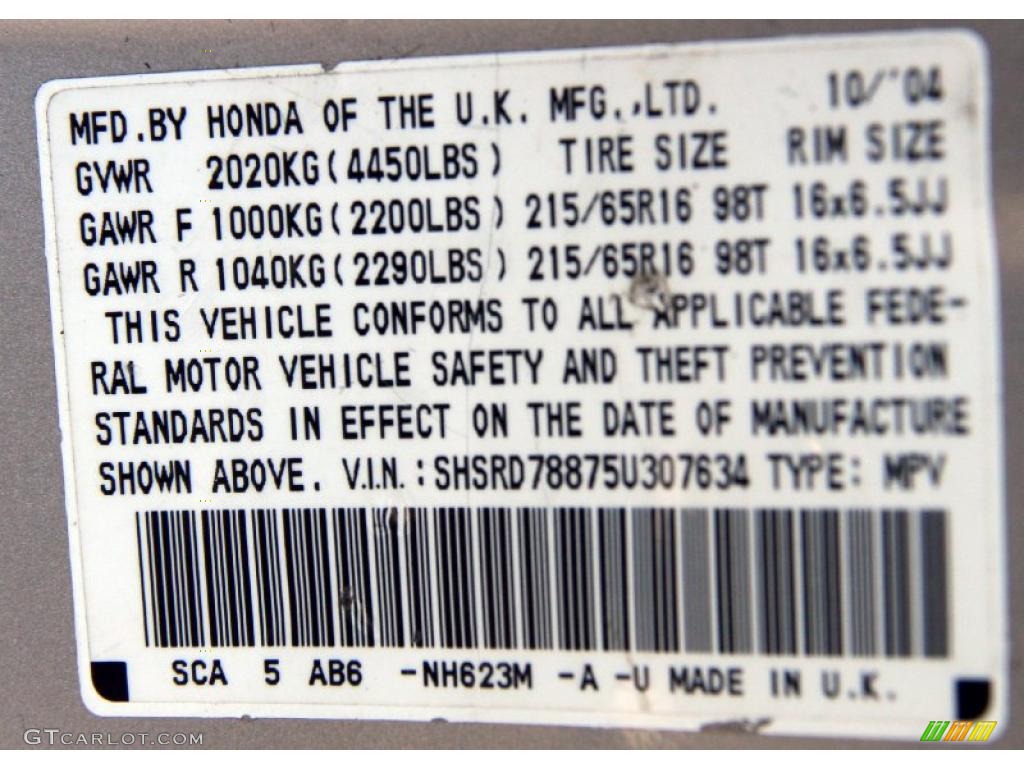 MFD.BY HONDA OF THE U.K. MFG.,LTD. 10/'04
GVWR 2020KG(4450LBS) TIRE SIZE RIM SIZE
GAWR F 1000KG(2200LBS) 215/65R16 98T 16x6.5JJ
GAWR R 1040KG(2290LBS) 215/65R16 98T 16x6.5JJ
THIS VEHICLE CONFORMS TO ALL APPLICABLE FEDE-
RAL MOTOR VEHICLE SAFETY AND THEFT PREVENTION
STANDARDS IN EFFECT ON THE DATE OF MANUFACTURE
SHOWN ABOVE. V.I.N.:SHSRD78875U307634 TYPE: MPV
SCA 5 AB6 -NH623M -A -U MADE IN U.K.
GTCARLOT.COM